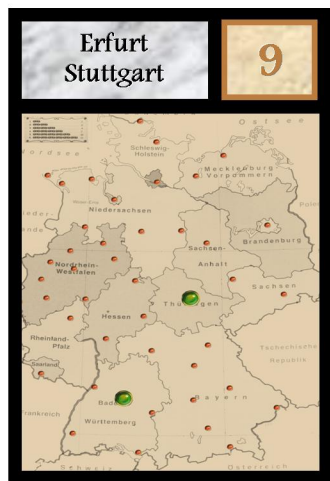 Erfurt
Stuttgart
9
Ostsee
Nordsee
Schleswig-
Holstein
Mecklenburg
Vorpommern
Niedersachsen
Brandenburg
Sachsen-
Anhalt
Nordrhein-
Westfalen
Sachsen
Thüringen
Hessen
Rheinland-
Pfalz
Tschechische
Republik
Saarland
Baden
Bayern
Württemberg
Frankreich
Schweiz
Österreich